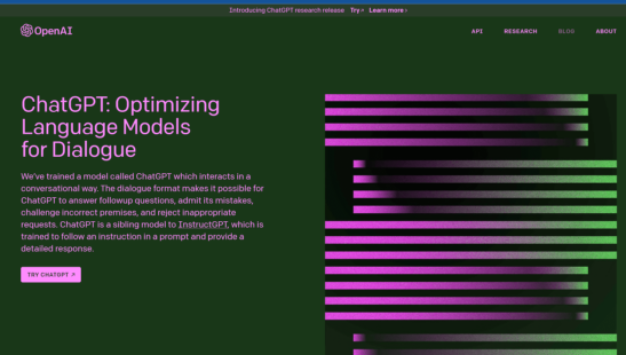 Introducing ChatGPT research release Try › Learn more ›
OpenAI
API RESEARCH BLOG ABOUT
ChatGPT: Optimizing
Language Models
for Dialogue
We've trained a model called ChatGPT which interacts in a
conversational way. The dialogue format makes it possible for
ChatGPT to answer followup questions, admit its mistakes,
challenge incorrect premises, and reject inappropriate
requests. ChatGPT is a sibling model to InstructGPT, which is
trained to follow an instruction in a prompt and provide a
detailed response.
TRY CHATGPT ↗